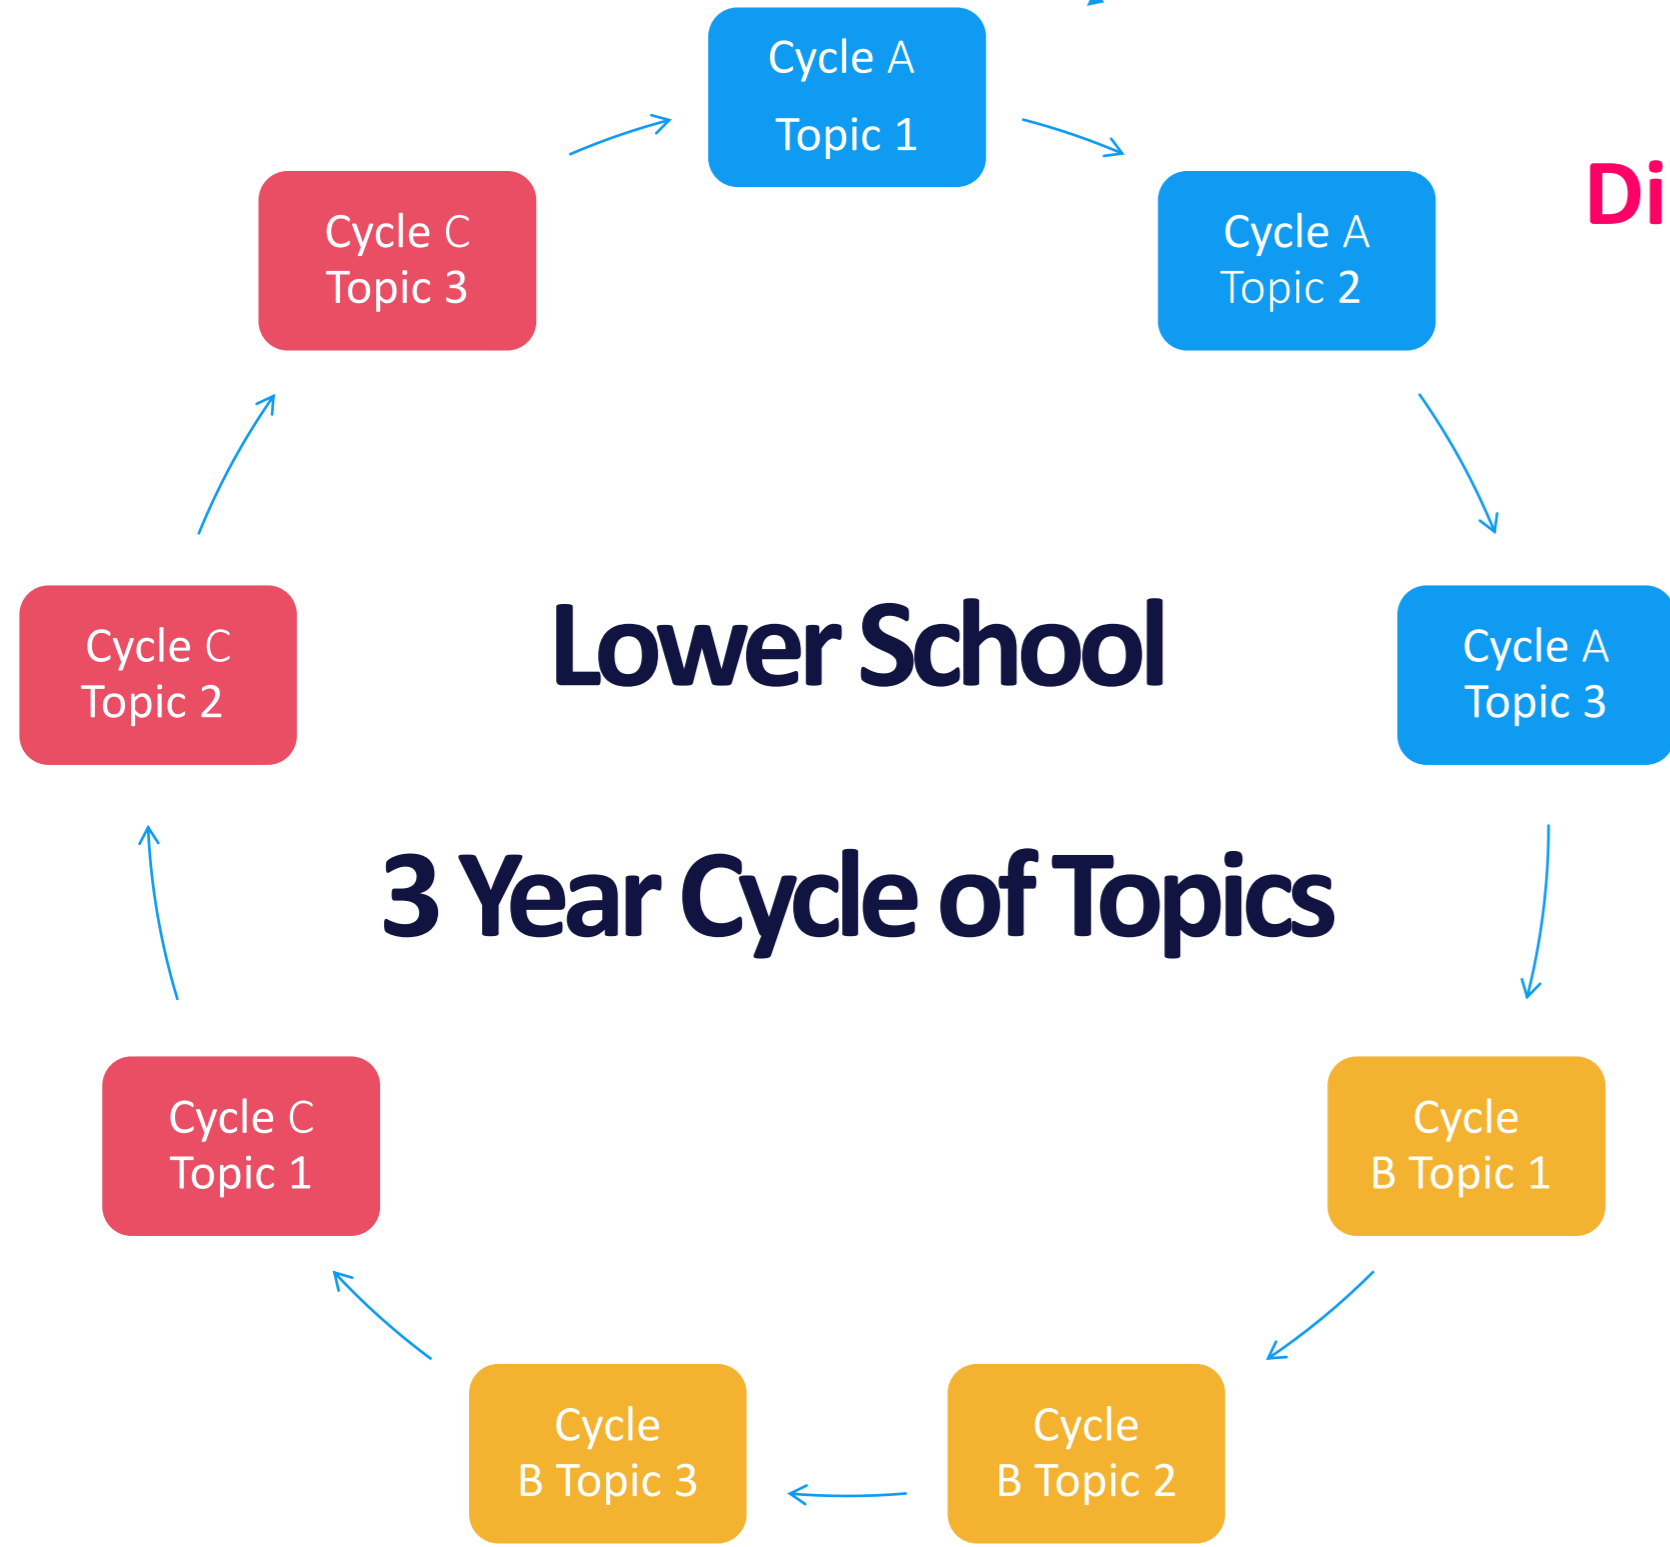 Cycle A
Topic 1
Cycle A
Topic 2
Cycle A
Topic 3
Cycle
B Topic 1
Cycle
B Topic 2
Cycle
B Topic 3
Cycle C
Topic 1
Cycle C
Topic 2
Cycle C
Topic 3
Lower School
3 Year Cycle of Topics
Di